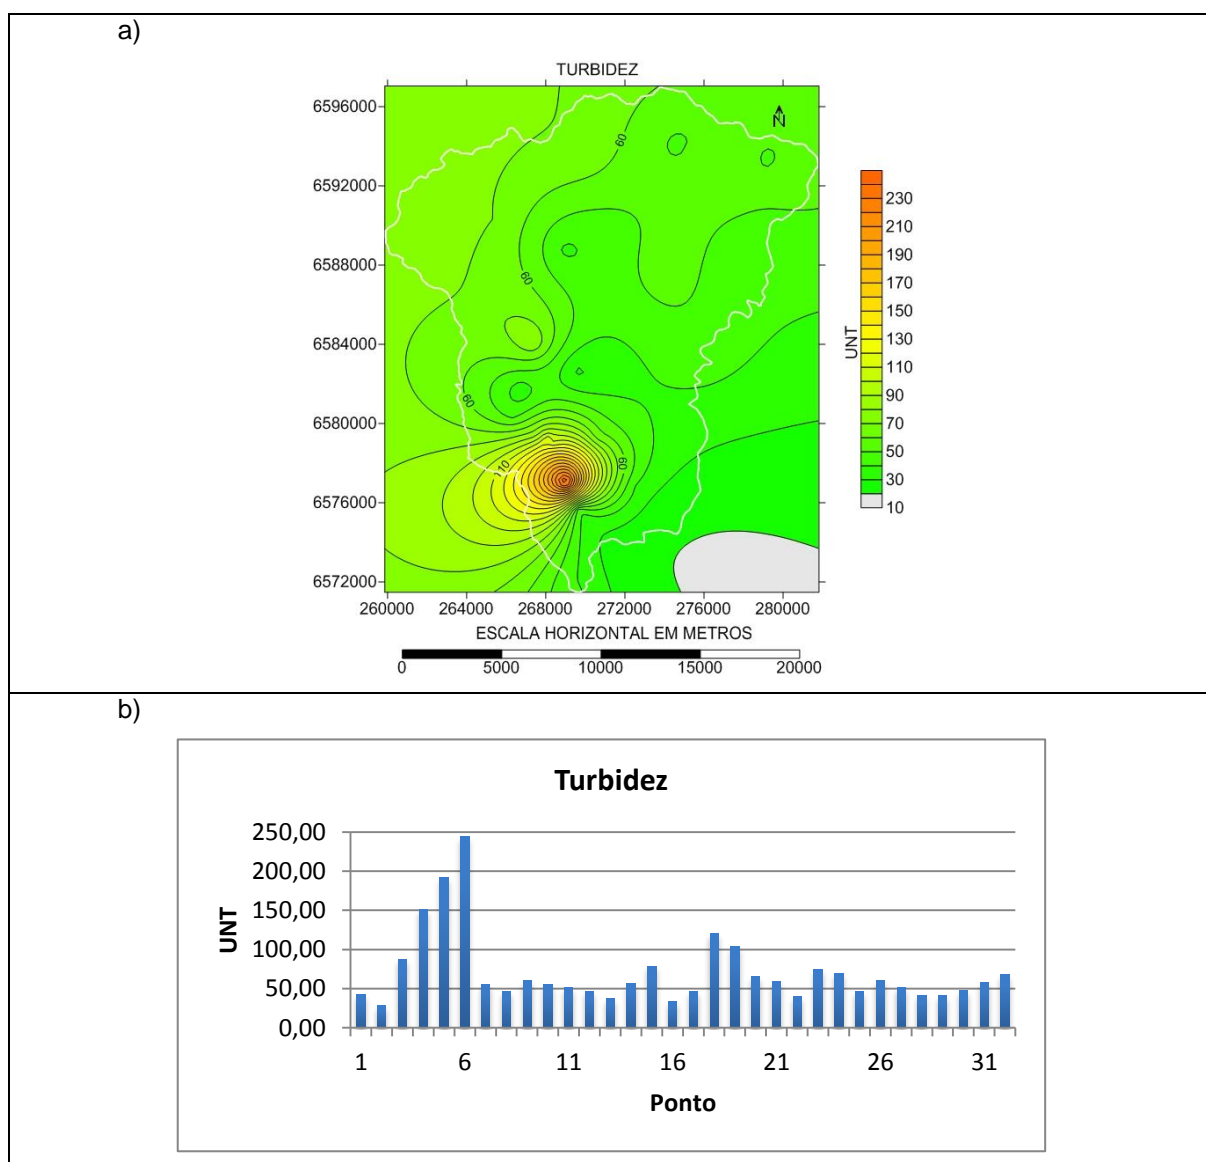 a)
TURBIDEZ
N
6596000
6592000
6588000
6584000
6580000
6576000
6572000
60
60
60
60
110
260000 264000 268000 272000 276000 280000
ESCALA HORIZONTAL EM METROS
0 5000 10000 15000 20000
UNT
230
210
190
170
150
130
110
90
70
50
30
10
b)
Turbidez
UNT
250,00
200,00
150,00
100,00
50,00
0,00
1 6 11 16 21 26 31
Ponto